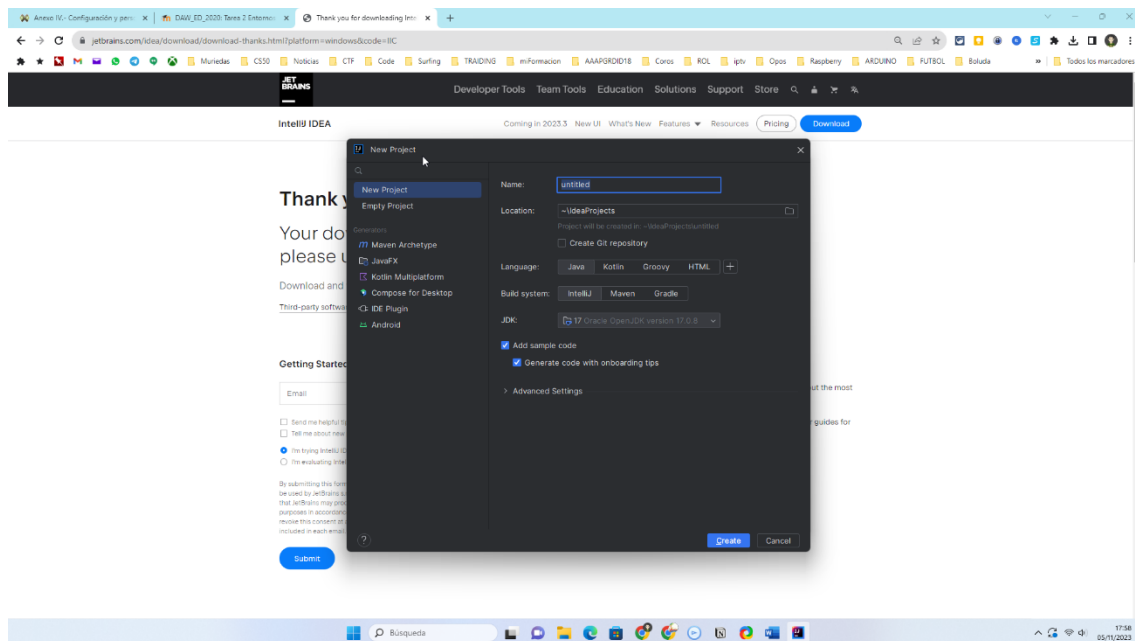 Anexo IV.- Configuración y pers
DAW_ED_2020: Tarea 2 Entornos
Thank you for downloading Inte
jetbrains.com/idea/download/download-thanks.html?platform=windows&code=IIC
Muriedas
CS50
Noticias
CTF
Code
Surfing
TRAIDING
miFormacion
AAAPGRDID18
Coros
ROL
iptv
Opos
Raspberry
ARDUINO
FUTBOL
Boluda
»
Todos los marcadores
JET
BRAINS
Developer Tools Team Tools Education Solutions Support Store
IntelliJ IDEA
Coming in 2023.3 New UI What's New Features Resources Pricing Download
Thank y
Your do
please u
Download and
Third-party softwa
Getting Started
Email
Send me helpful ti
Tell me about new
I'm trying IntelliJ ID
I'm evaluating Intel
By submitting this form
be used by JetBrains s.
that JetBrains may proc
purposes in accordanc
revoke this consent at a
included in each email.
Submit
ut the most
guides for
New Project
New Project
Empty Project
Generators
Maven Archetype
JavaFX
Kotlin Multiplatform
Compose for Desktop
IDE Plugin
Android
Name: untitled
Location: ~\IdeaProjects
Project will be created in: ~\IdeaProjects\untitled
Create Git repository
Language: Java Kotlin Groovy HTML +
Build system: IntelliJ Maven Gradle
JDK: 17 Oracle OpenJDK version 17.0.8
Add sample code
Generate code with onboarding tips
Advanced Settings
?
Create Cancel
Búsqueda
17:58
05/11/2023